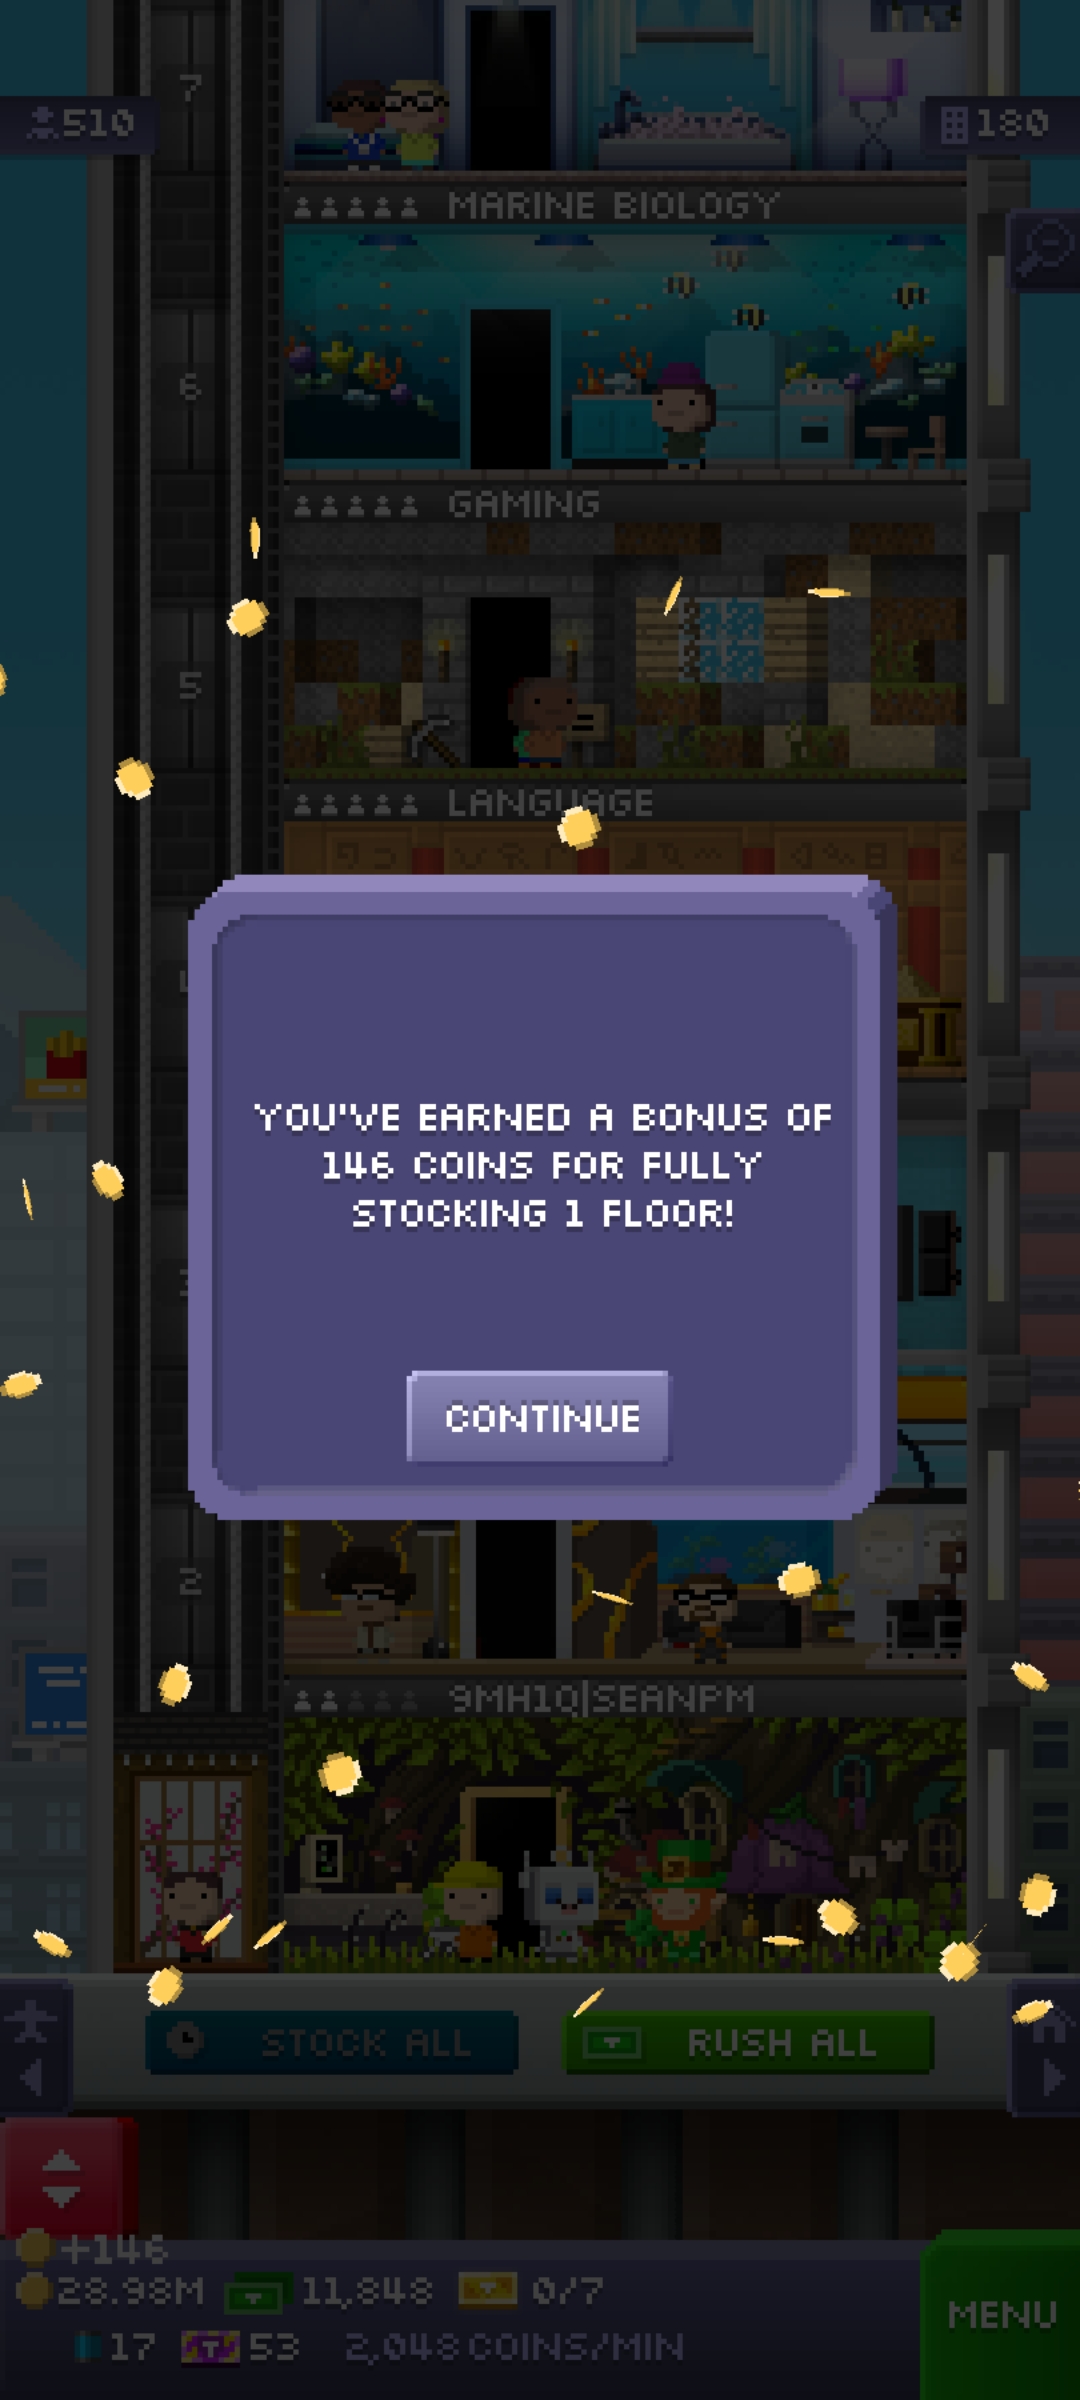 7
510
180
MARINE BIOLOGY
6
GAMING
5
LANGUAGE
YOU'VE EARNED A BONUS OF
146 COINS FOR FULLY
STOCKING 1 FLOOR!
CONTINUE
2
9MH1Q|SEANPM
STOCK ALL
RUSH ALL
+146
28.98M
11,848
0/7
MENU
17
53
2,048 COINS/MIN